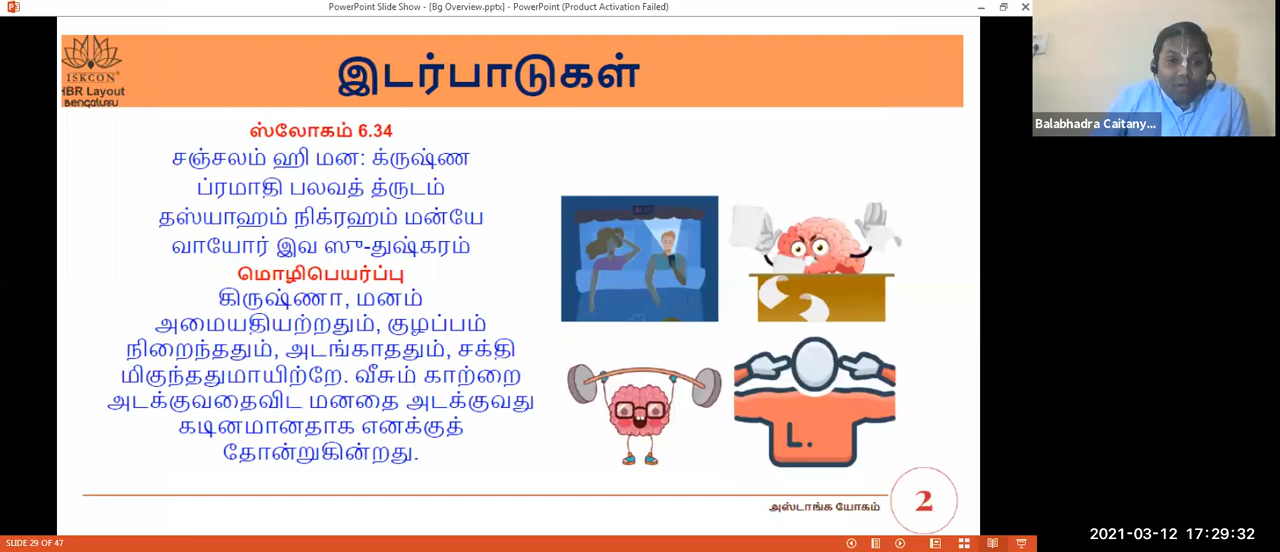 PowerPoint Slide Show - [Bg Overview.pptx] - PowerPoint (Product Activation Failed)
ISKCON
HBR Layout
Bengaluru
இடர்பாடுகள்
ஸ்லோகம் 6.34
சஞ்சலம் ஹி மன: க்ருஷ்ண
ப்ரமாதி பலவத் த்ருடம்
தஸ்யாஹம் நிக்ரஹம் மன்யே
வாயோர் இவ ஸு-துஷ்கரம்
மொழிபெயர்ப்பு
கிருஷ்ணா, மனம்
அமையதியற்றதும், குழப்பம்
நிறைந்ததும், அடங்காததும், சக்தி
மிகுந்ததுமாயிற்றே. வீசும் காற்றை
அடக்குவதைவிட மனதை அடக்குவது
கடினமானதாக எனக்குத்
தோன்றுகின்றது.
L.
அஸ்டாங்க யோகம்
2
Balabhadra Caitany...
SLIDE 29 OF 47
2021-03-12 17:29:32